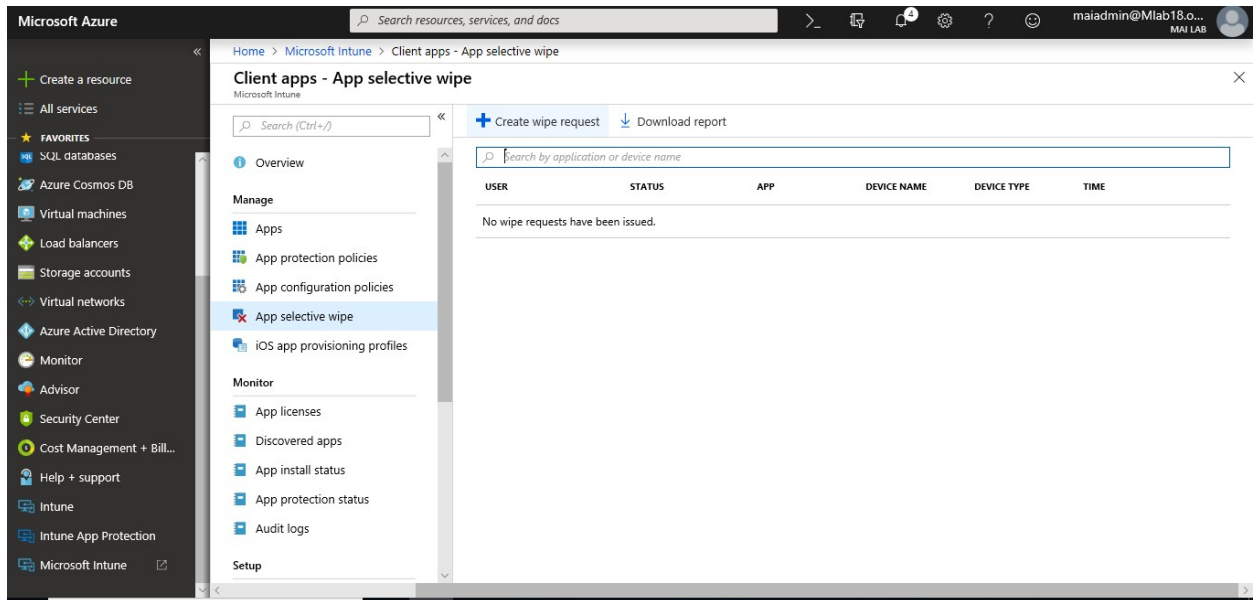 Microsoft Azure
Search resources, services, and docs
>_
4
?
maiadmin@Mlab18.o...
MAI LAB
«
Home > Microsoft Intune > Client apps - App selective wipe
Create a resource
All services
FAVORITES
SQL databases
Azure Cosmos DB
Virtual machines
Load balancers
Storage accounts
Virtual networks
Azure Active Directory
Monitor
Advisor
Security Center
Cost Management + Bill...
Help + support
Intune
Intune App Protection
Microsoft Intune
Client apps - App selective wipe
Microsoft Intune
Search (Ctrl+/)
«
Overview
Manage
Apps
App protection policies
App configuration policies
App selective wipe
iOS app provisioning profiles
Monitor
App licenses
Discovered apps
App install status
App protection status
Audit logs
Setup
Create wipe request Download report
Search by application or device name
USER STATUS APP DEVICE NAME DEVICE TYPE TIME
No wipe requests have been issued.